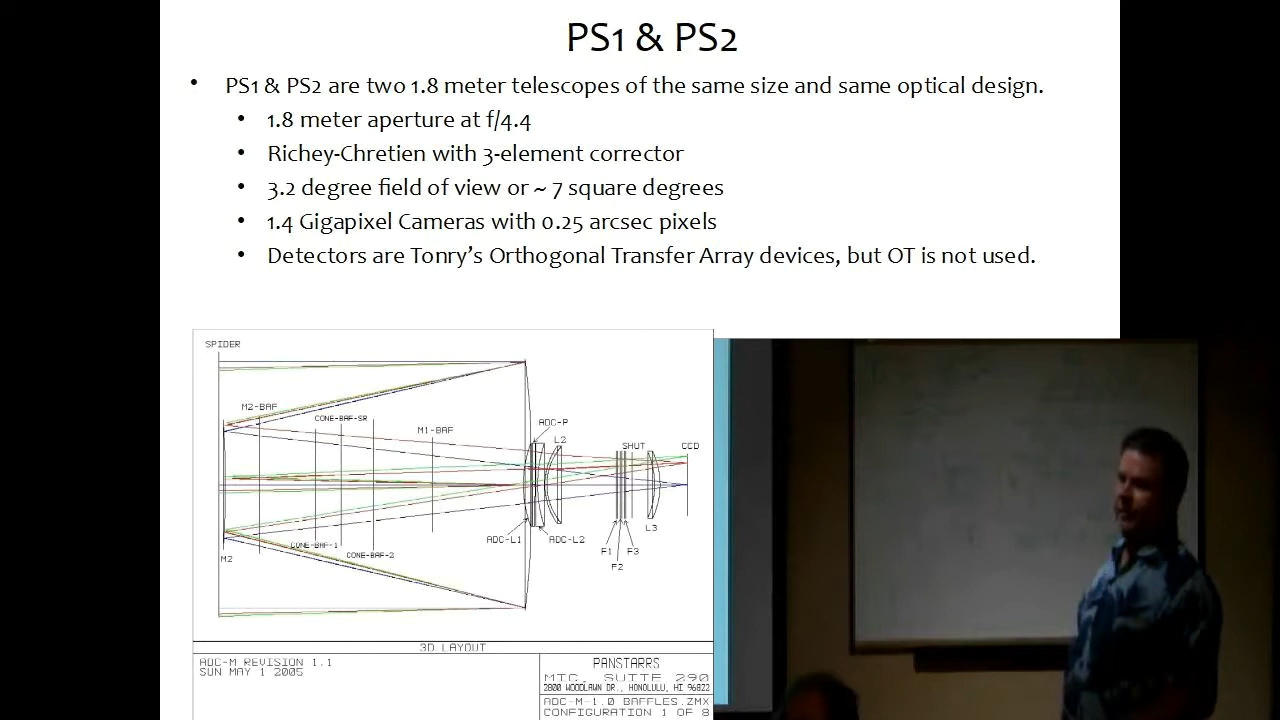 PS1 & PS2
• PS1 & PS2 are two 1.8 meter telescopes of the same size and same optical design.
• 1.8 meter aperture at f/4.4
• Richey-Chretien with 3-element corrector
• 3.2 degree field of view or ~ 7 square degrees
• 1.4 Gigapixel Cameras with 0.25 arcsec pixels
• Detectors are Tonry’s Orthogonal Transfer Array devices, but OT is not used.
SPIDER
M2-BAF
CONE-BAF-SR
M1-BAF
ADC-P
L2
SHUT
CCD
M2
CONE-BAF-1
CONE-BAF-2
ADC-L1
ADC-L2
F1
F2
F3
L3
3D LAYOUT
ADC-M REVISION 1.1
SUN MAY 1 2005
PANSTARRS
MIC, SUITE 290
2800 WOODLAWN DR., HONOLULU, HI 96822
ADC-M-1.0 BAFFLES.ZMX
CONFIGURATION 1 OF 8